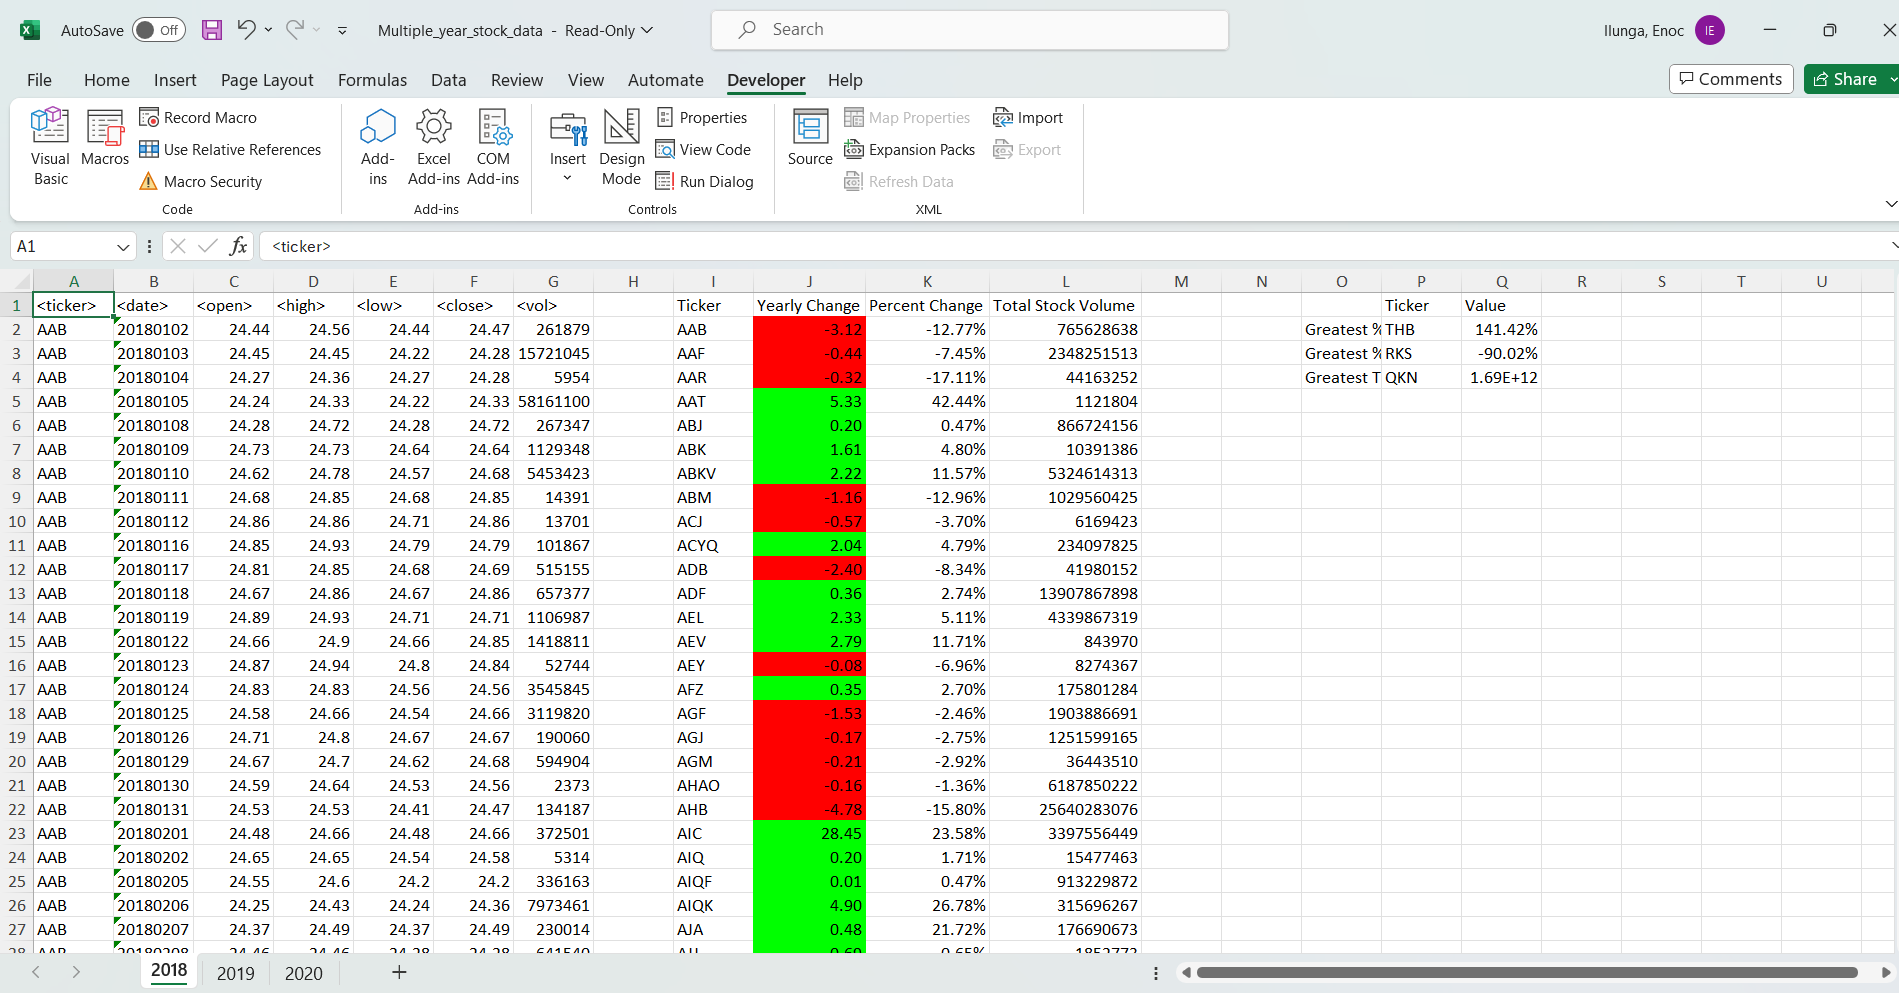 AutoSave Off Multiple_year_stock_data - Read-Only Search Ilunga, Enoc IE
File Home Insert Page Layout Formulas Data Review View Automate Developer Help Comments Share
Visual Basic
Macros
Record Macro
Use Relative References
Macro Security
Code
Add-ins
Excel Add-ins
COM Add-ins
Add-ins
Insert
Design Mode
Properties
View Code
Run Dialog
Controls
Source
Map Properties
Expansion Packs
Refresh Data
Import
Export
XML
A1 fx <ticker>
A B C D E F G H I J K L M N O P Q R S T U
1 <ticker> <date> <open> <high> <low> <close> <vol> Ticker Yearly Change Percent Change Total Stock Volume Ticker Value
2 AAB 20180102 24.44 24.56 24.44 24.47 261879 AAB -3.12 -12.77% 765628638 Greatest % THB 141.42%
3 AAB 20180103 24.45 24.45 24.22 24.28 15721045 AAF -0.44 -7.45% 2348251513 Greatest % RKS -90.02%
4 AAB 20180104 24.27 24.36 24.27 24.28 5954 AAR -0.32 -17.11% 44163252 Greatest T QKN 1.69E+12
5 AAB 20180105 24.24 24.33 24.22 24.33 58161100 AAT 5.33 42.44% 1121804
6 AAB 20180108 24.28 24.72 24.28 24.72 267347 ABJ 0.20 0.47% 866724156
7 AAB 20180109 24.73 24.73 24.64 24.64 1129348 ABK 1.61 4.80% 10391386
8 AAB 20180110 24.62 24.78 24.57 24.68 5453423 ABKV 2.22 11.57% 5324614313
9 AAB 20180111 24.68 24.85 24.68 24.85 14391 ABM -1.16 -12.96% 1029560425
10 AAB 20180112 24.86 24.86 24.71 24.86 13701 ACJ -0.57 -3.70% 6169423
11 AAB 20180116 24.85 24.93 24.79 24.79 101867 ACYQ 2.04 4.79% 234097825
12 AAB 20180117 24.81 24.85 24.68 24.69 515155 ADB -2.40 -8.34% 41980152
13 AAB 20180118 24.67 24.86 24.67 24.86 657377 ADF 0.36 2.74% 13907867898
14 AAB 20180119 24.89 24.93 24.71 24.71 1106987 AEL 2.33 5.11% 4339867319
15 AAB 20180122 24.66 24.9 24.66 24.85 1418811 AEV 2.79 11.71% 843970
16 AAB 20180123 24.87 24.94 24.8 24.84 52744 AEY -0.08 -6.96% 8274367
17 AAB 20180124 24.83 24.83 24.56 24.56 3545845 AFZ 0.35 2.70% 175801284
18 AAB 20180125 24.58 24.66 24.54 24.66 3119820 AGF -1.53 -2.46% 1903886691
19 AAB 20180126 24.71 24.8 24.67 24.67 190060 AGJ -0.17 -2.75% 1251599165
20 AAB 20180129 24.67 24.7 24.62 24.68 594904 AGM -0.21 -2.92% 36443510
21 AAB 20180130 24.59 24.64 24.53 24.56 2373 AHAO -0.16 -1.36% 6187850222
22 AAB 20180131 24.53 24.53 24.41 24.47 134187 AHB -4.78 -15.80% 25640283076
23 AAB 20180201 24.48 24.66 24.48 24.66 372501 AIC 28.45 23.58% 3397556449
24 AAB 20180202 24.65 24.65 24.54 24.58 5314 AIQ 0.20 1.71% 15477463
25 AAB 20180205 24.55 24.6 24.2 24.2 336163 AIQF 0.01 0.47% 913229872
26 AAB 20180206 24.25 24.43 24.24 24.36 7973461 AIQK 4.90 26.78% 315696267
27 AAB 20180207 24.37 24.49 24.37 24.49 230014 AJA 0.48 21.72% 176690673
2018 2019 2020